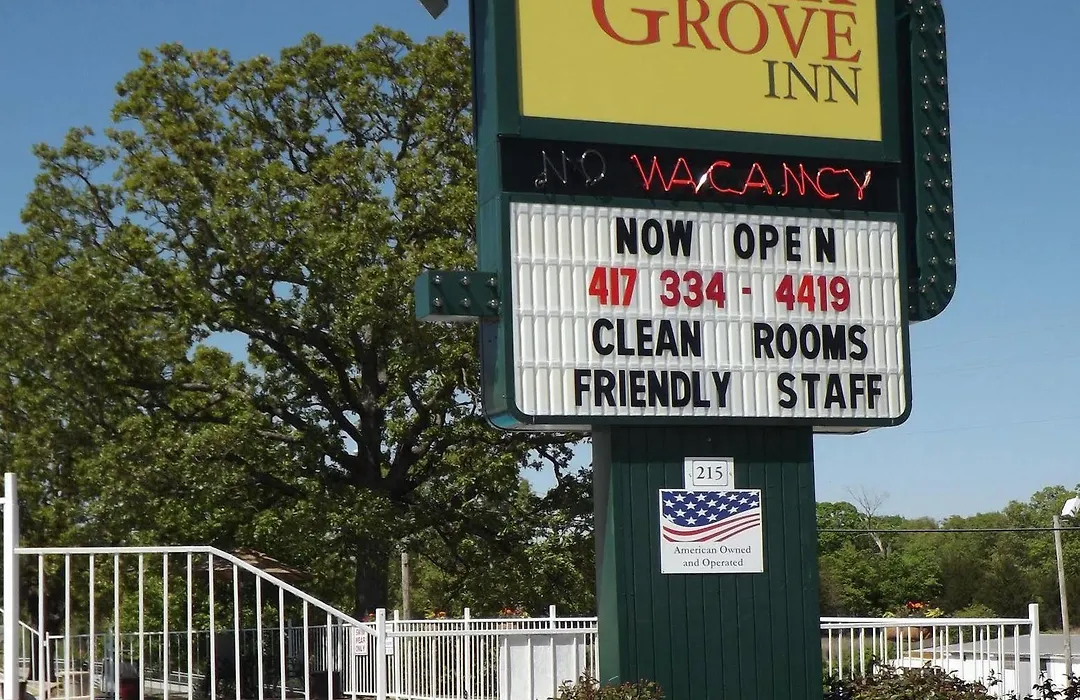 GROVE
INN
NO VACANCY
NOW OPEN
417 334 - 4419
CLEAN ROOMS
FRIENDLY STAFF
215
American Owned
and Operated